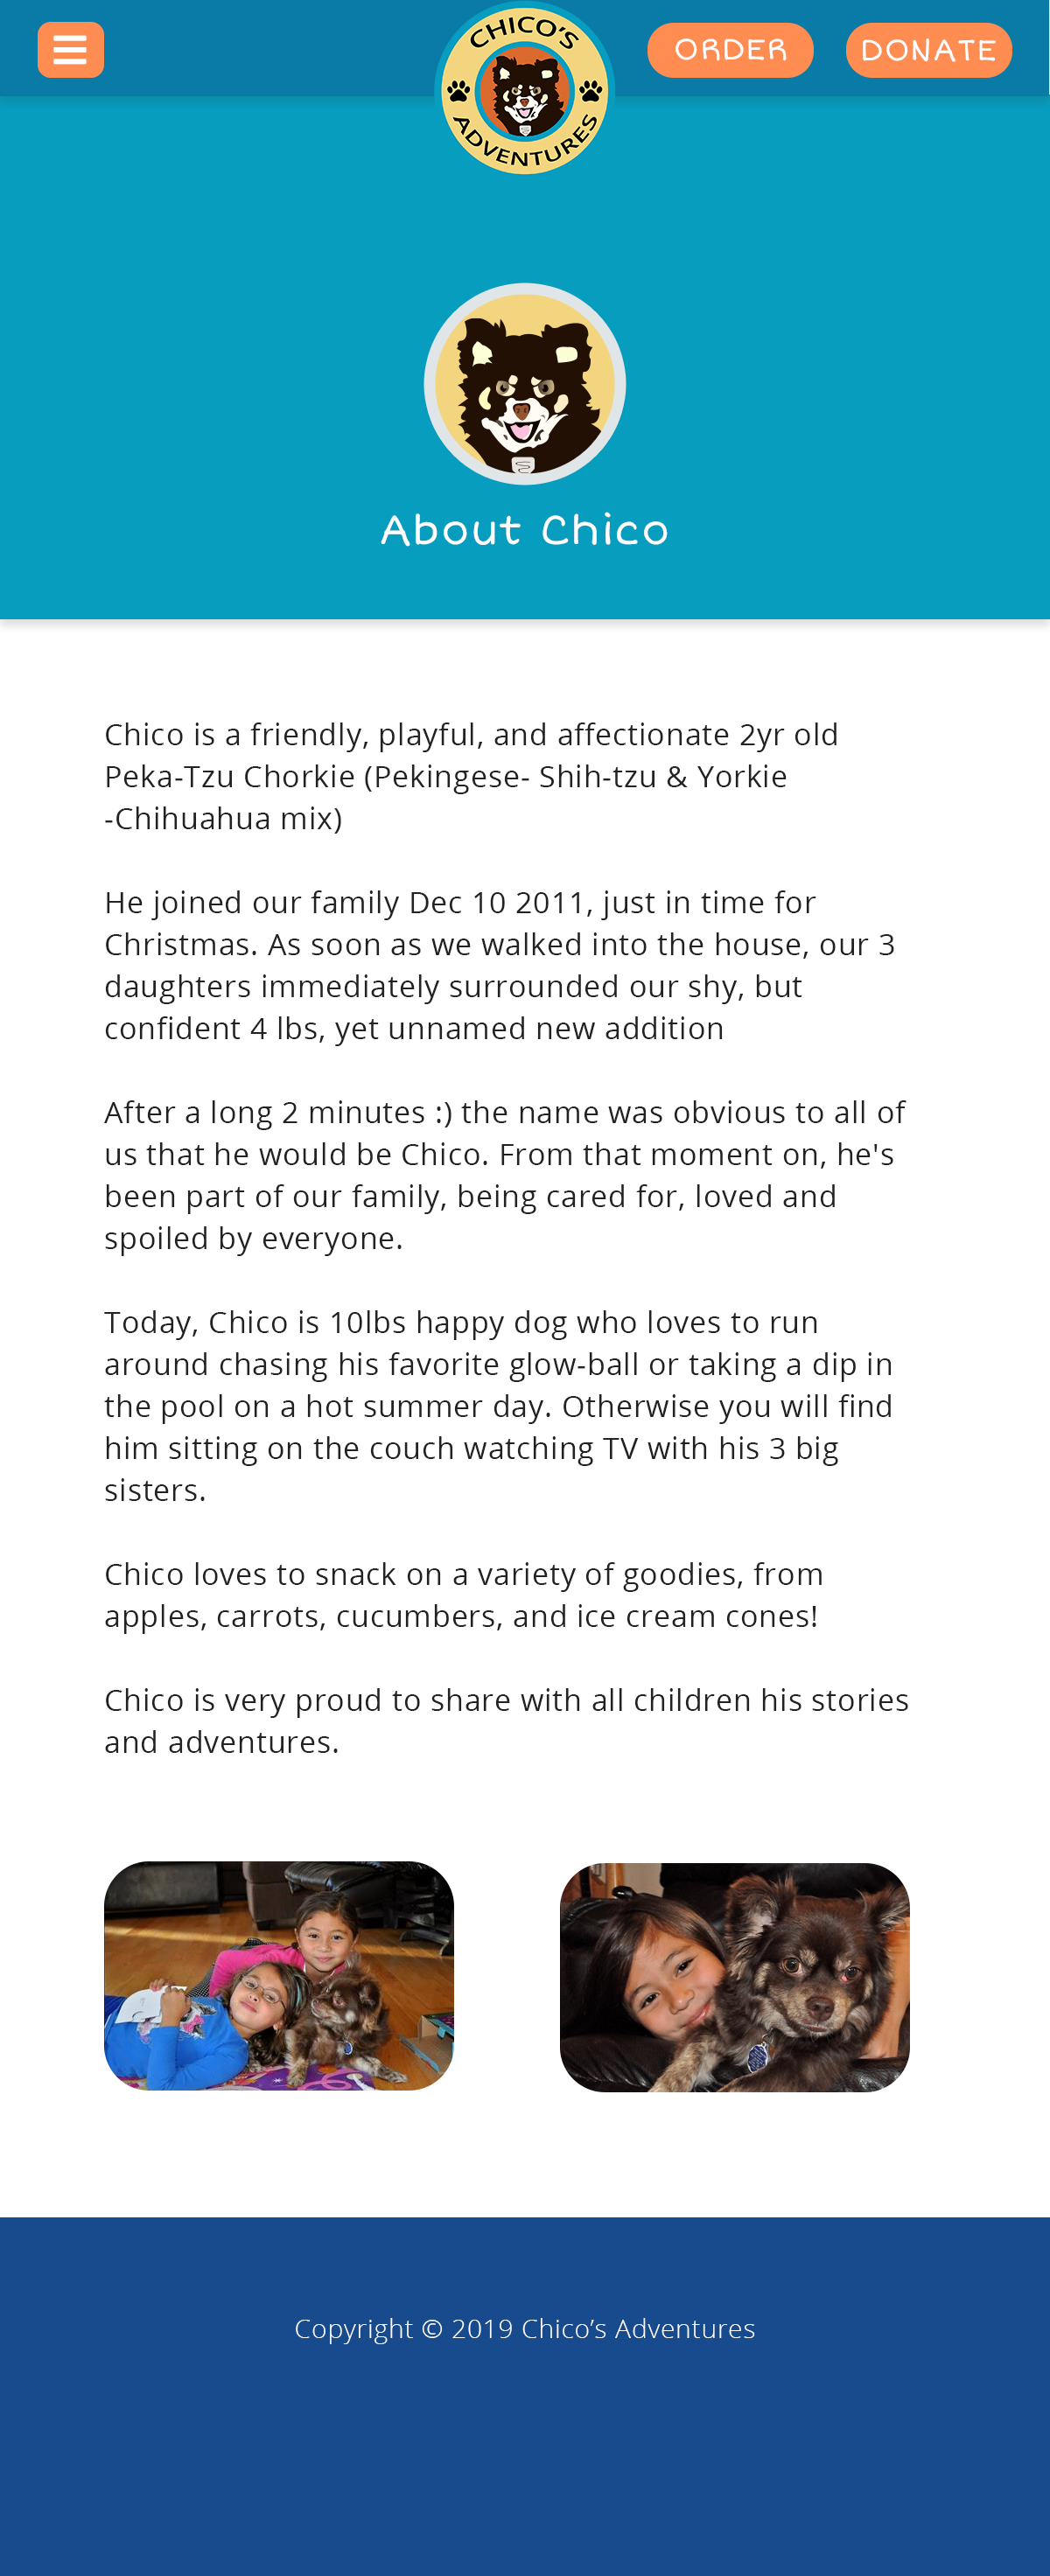 CHICO'S
ADVENTURES
ORDER
DONATE
About Chico
Chico is a friendly, playful, and affectionate 2yr old
Peka-Tzu Chorkie (Pekingese- Shih-tzu & Yorkie
-Chihuahua mix)
He joined our family Dec 10 2011, just in time for
Christmas. As soon as we walked into the house, our 3
daughters immediately surrounded our shy, but
confident 4 lbs, yet unnamed new addition
After a long 2 minutes :) the name was obvious to all of
us that he would be Chico. From that moment on, he's
been part of our family, being cared for, loved and
spoiled by everyone.
Today, Chico is 10lbs happy dog who loves to run
around chasing his favorite glow-ball or taking a dip in
the pool on a hot summer day. Otherwise you will find
him sitting on the couch watching TV with his 3 big
sisters.
Chico loves to snack on a variety of goodies, from
apples, carrots, cucumbers, and ice cream cones!
Chico is very proud to share with all children his stories
and adventures.
Copyright © 2019 Chico’s Adventures